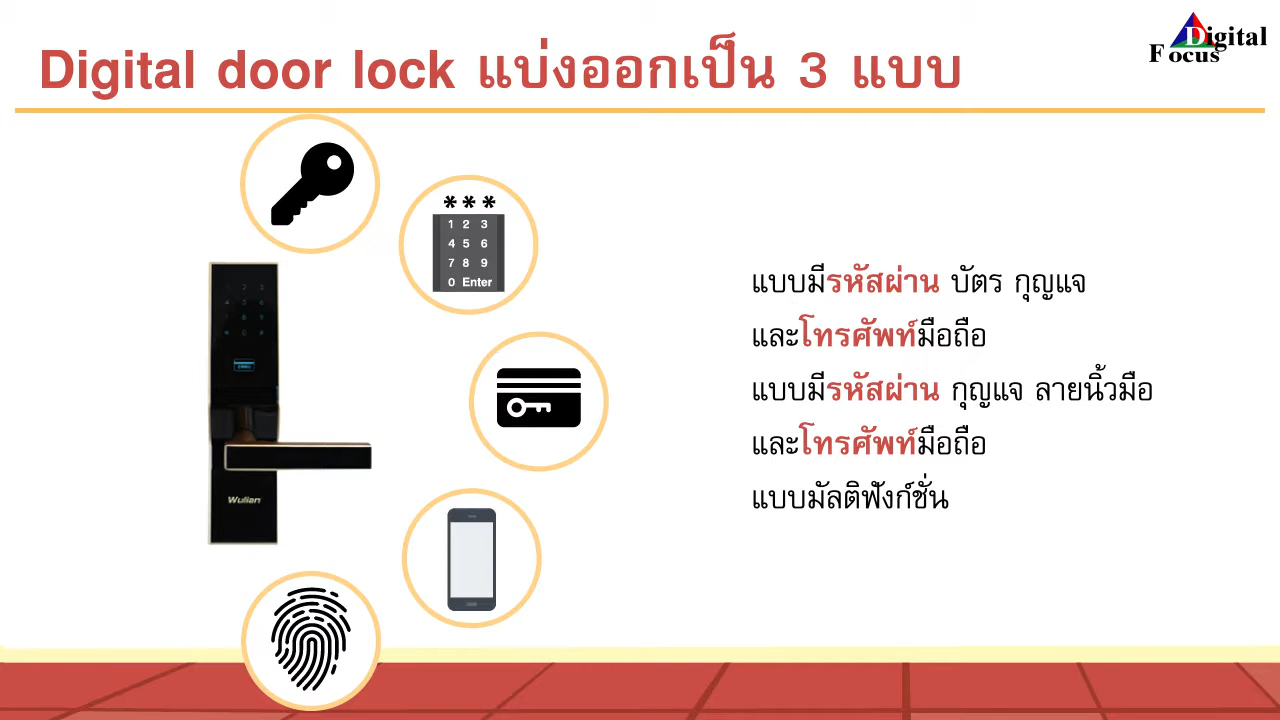 Digital door lock แบ่งออกเป็น 3 แบบ
Digital
Focus
***
1 2 3
4 5 6
7 8 9
0 Enter
Wulian
แบบมีรหัสผ่าน บัตร กุญแจ
และโทรศัพท์มือถือ
แบบมีรหัสผ่าน กุญแจ ลายนิ้วมือ
และโทรศัพท์มือถือ
แบบมัลติฟังก์ชั่น